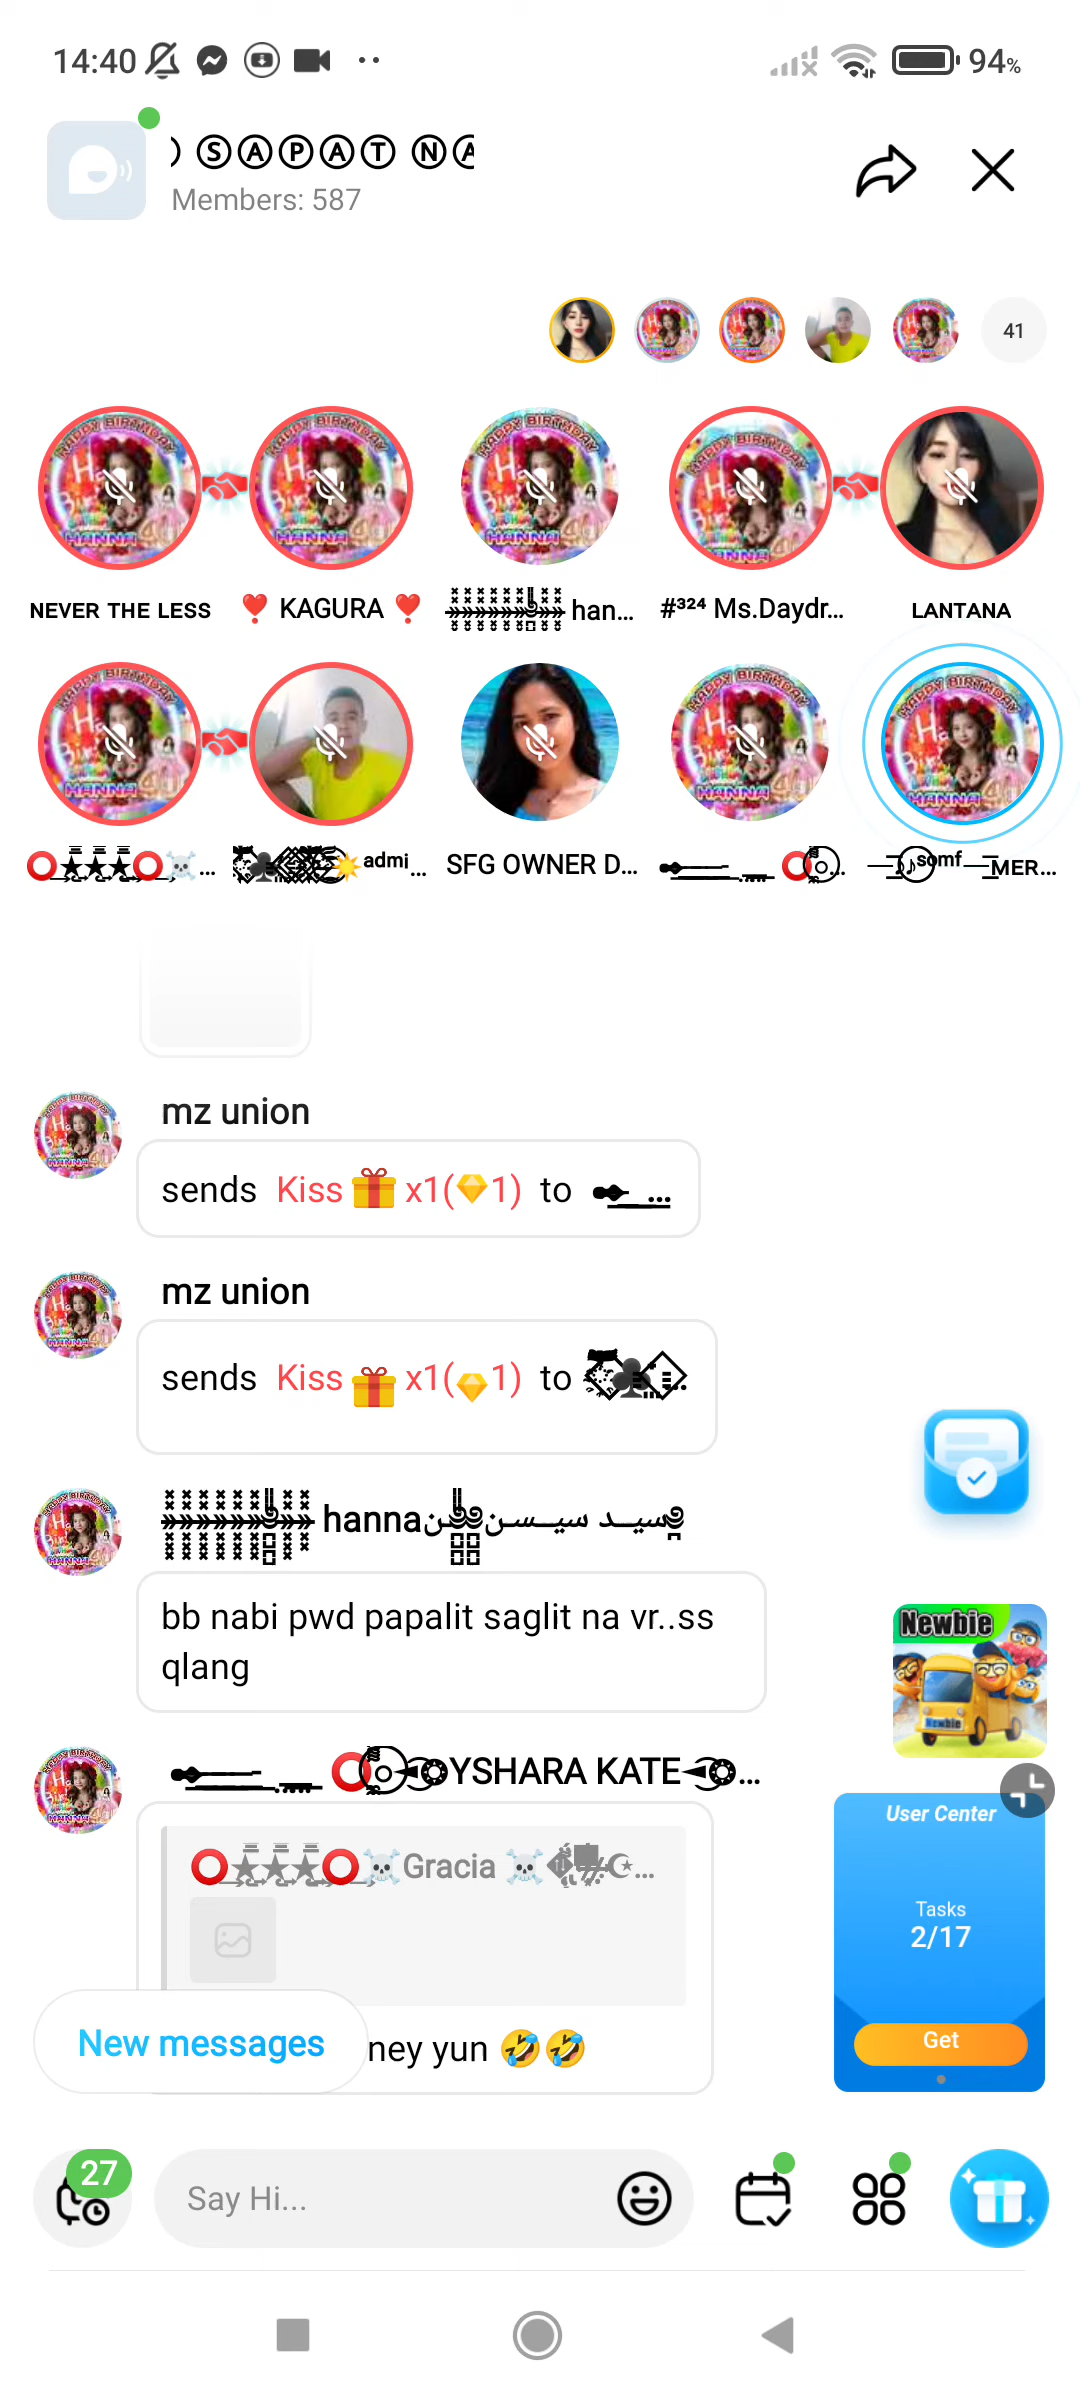 14:40
94%
ⓈⒶⓅⒶⓉ Ⓝ
Members: 587
41
NEVER THE LESS
❣ KAGURA ❣
han...
#³²⁴ Ms.Daydr...
LANTANA
⭕★★★⭕☠...
ᵃᵈᵐⁱ...
SFG OWNER D...
⭕...
ˢᵒᵐᶠ MER...
mz union
sends Kiss 🎁 x1(💎1) to ...
mz union
sends Kiss 🎁 x1(💎1) to ...
hanna
bb nabi pwd papalit saglit na vr..ss
qlang
⭕ YSHARA KATE ...
⭕★★★⭕☠Gracia ☠...
ney yun 🤣🤣
New messages
Newbie
Newbie
User Center
Tasks
2/17
Get
27
Say Hi...